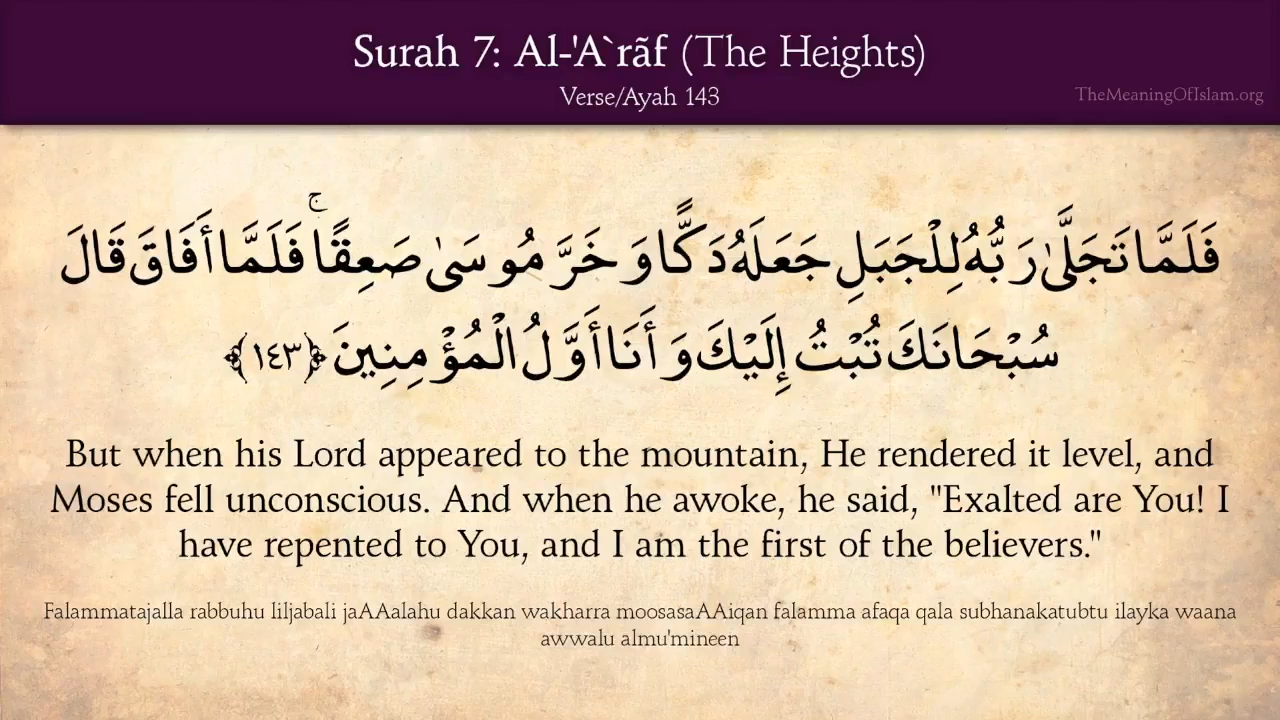 Surah 7: Al-'A`rãf (The Heights)
Verse/Ayah 143
TheMeaningOfIslam.org
فَلَمَّا تَجَلَّىٰ رَبُّهُ لِلْجَبَلِ جَعَلَهُ دَكًّا وَخَرَّ مُوسَىٰ صَعِقًا ۚ فَلَمَّا أَفَاقَ قَالَ
سُبْحَانَكَ تُبْتُ إِلَيْكَ وَأَنَا أَوَّلُ الْمُؤْمِنِينَ ﴿١٤٣﴾
But when his Lord appeared to the mountain, He rendered it level, and
Moses fell unconscious. And when he awoke, he said, "Exalted are You! I
have repented to You, and I am the first of the believers."
Falammatajalla rabbuhu liljabali jaAAalahu dakkan wakharra moosasaAAiqan falamma afaqa qala subhanakatubtu ilayka waana
awwalu almu'mineen